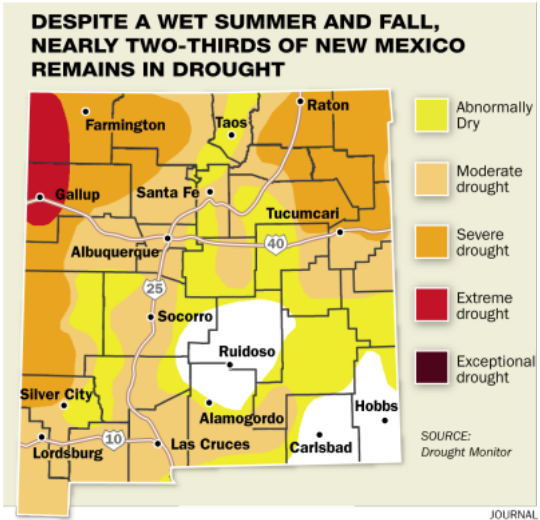 DESPITE A WET SUMMER AND FALL,
NEARLY TWO-THIRDS OF NEW MEXICO
REMAINS IN DROUGHT
Farmington
Taos
Raton
Gallup
Santa Fe
Tucumcari
Albuquerque
40
25
Socorro
Ruidoso
Silver City
Alamogordo
Hobbs
10
Lordsburg
Las Cruces
Carlsbad
Abnormally
Dry
Moderate
drought
Severe
drought
Extreme
drought
Exceptional
drought
SOURCE:
Drought Monitor
JOURNAL